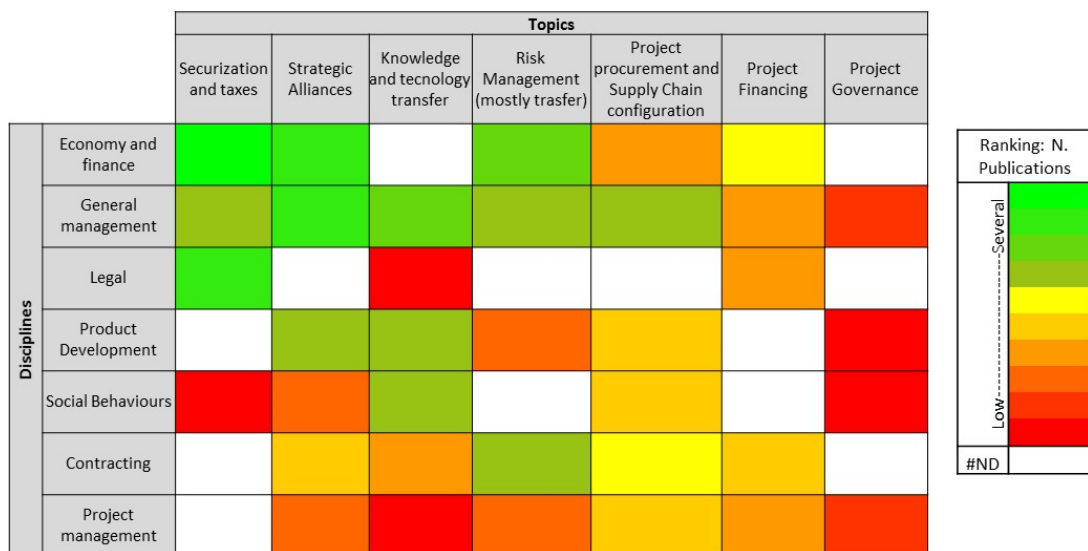 Topics
Securization
and taxes
Strategic
Alliances
Knowledge
and tecnology
transfer
Risk
Management
(mostly trasfer)
Project
procurement and
Supply Chain
configuration
Project
Financing
Project
Governance
Disciplines
Economy and
finance
General
management
Legal
Product
Development
Social Behaviours
Contracting
Project
management
Ranking: N.
Publications
Low---------------------Several
#ND